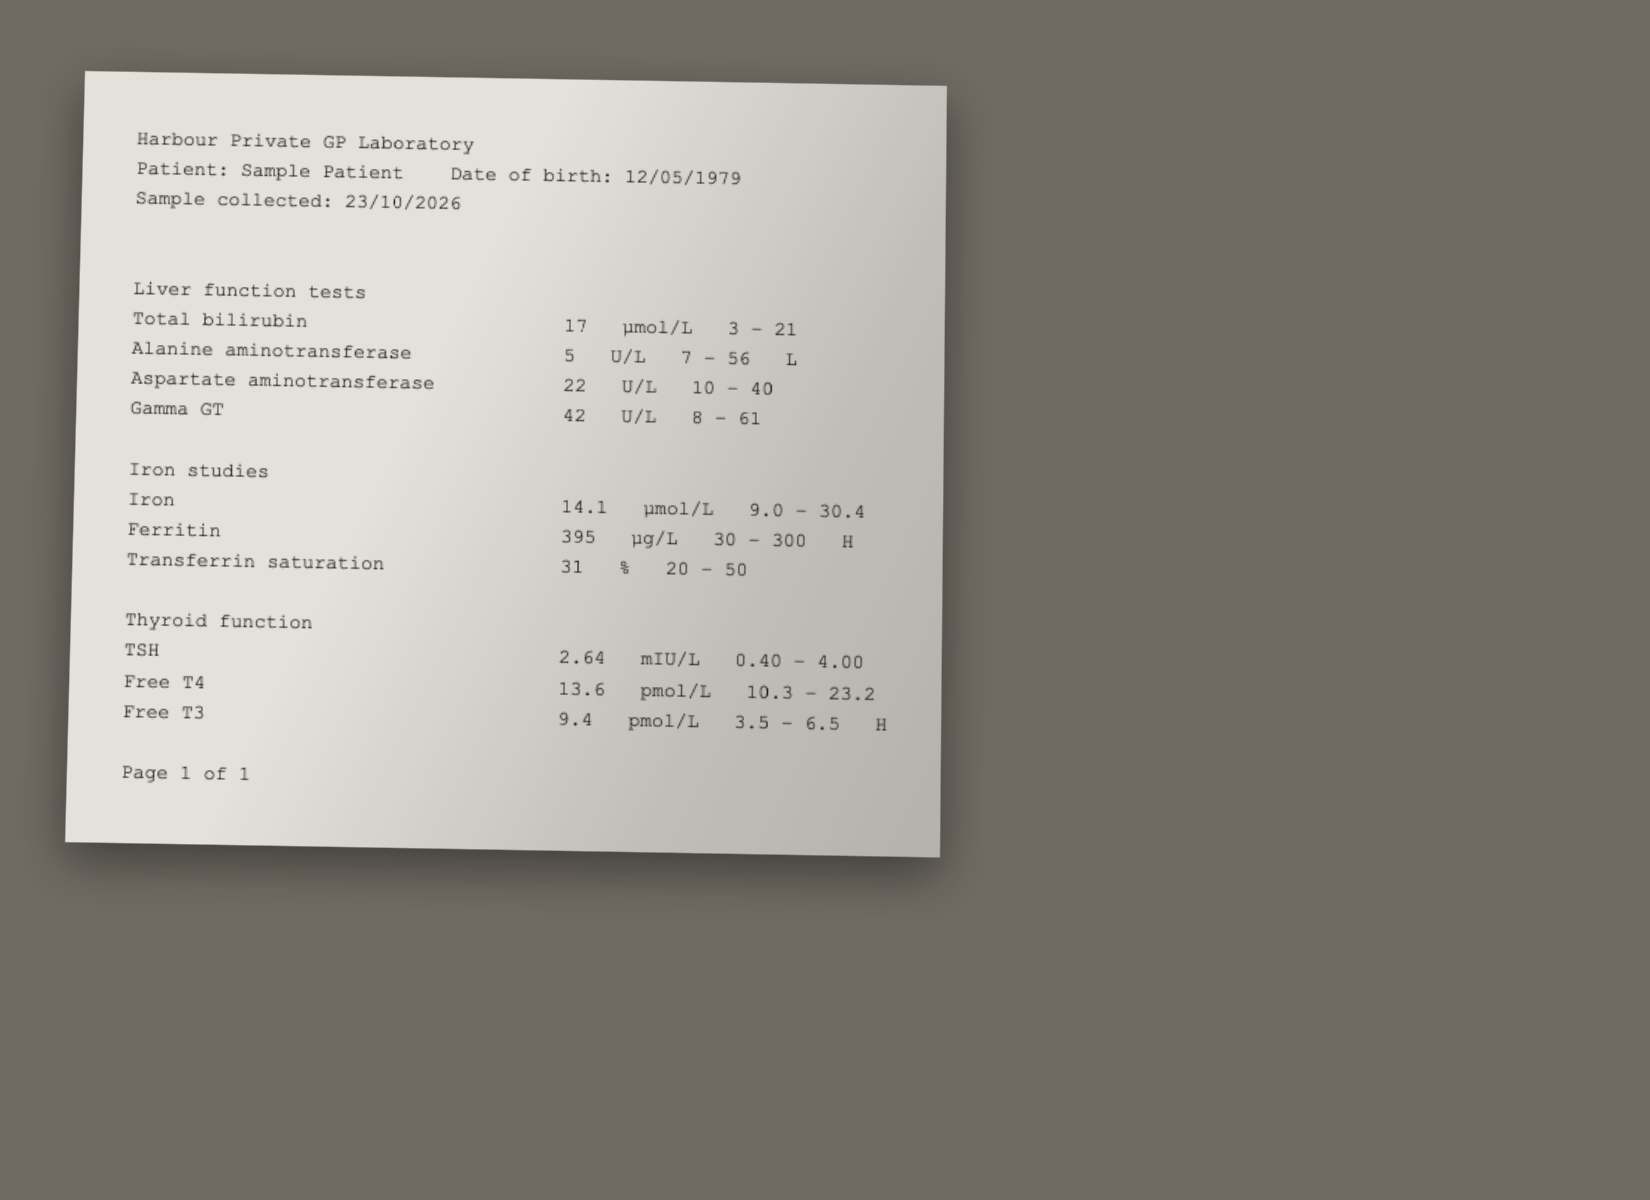 Harbour Private GP Laboratory
Patient: Sample Patient    Date of birth: 12/05/1979
Sample collected: 23/10/2026
Liver function tests
Total bilirubin    17   µmol/L   3 – 21
Alanine aminotransferase    5   U/L   7 – 56   L
Aspartate aminotransferase    22   U/L   10 – 40
Gamma GT    42   U/L   8 – 61
Iron studies
Iron    14.1   µmol/L   9.0 – 30.4
Ferritin    395   µg/L   30 – 300   H
Transferrin saturation    31   %   20 – 50
Thyroid function
TSH    2.64   mIU/L   0.40 – 4.00
Free T4    13.6   pmol/L   10.3 – 23.2
Free T3    9.4   pmol/L   3.5 – 6.5   H
Page 1 of 1